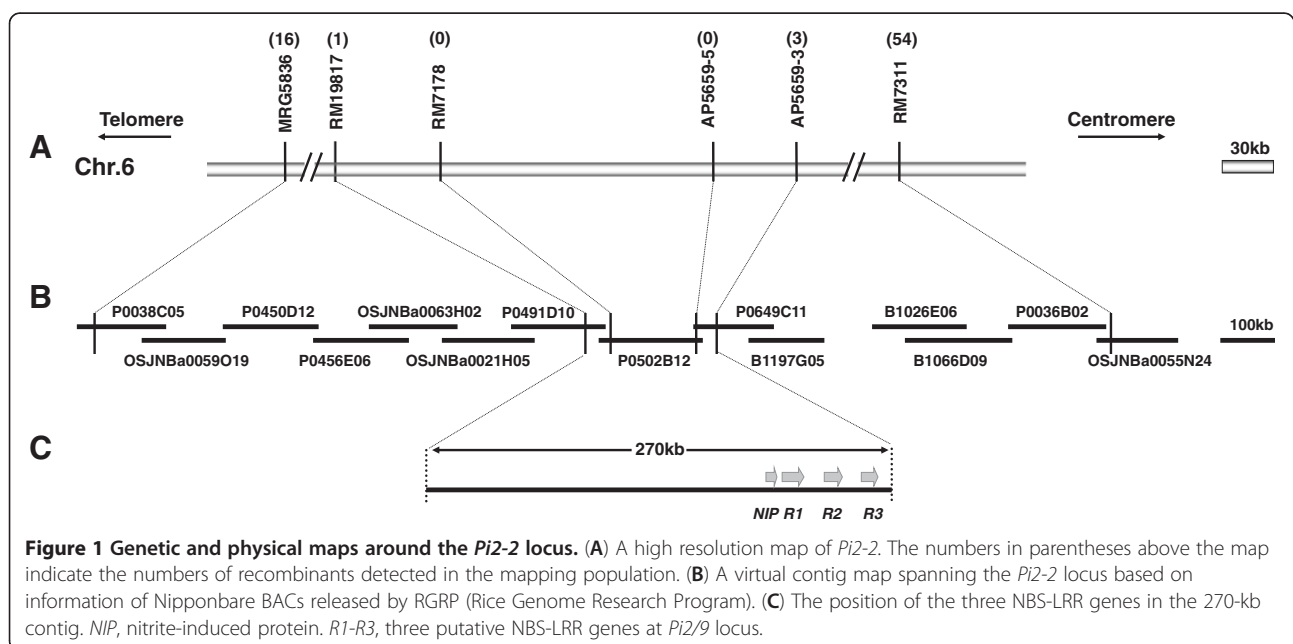 (16) (1) (0) (0) (3) (54)
MRG5836 RM19817 RM7178 AP5659-5 AP5659-3 RM7311
Telomere Centromere
A
Chr.6 30kb
B
P0038C05 P0450D12 OSJNBa0063H02 P0491D10 P0649C11 B1026E06 P0036B02
100kb
OSJNBa0059O19 P0456E06 OSJNBa0021H05 P0502B12 B1197G05 B1066D09 OSJNBa0055N24
C
270kb
NIP R1 R2 R3
Figure 1 Genetic and physical maps around the Pi2-2 locus. (A) A high resolution map of Pi2-2. The numbers in parentheses above the map
indicate the numbers of recombinants detected in the mapping population. (B) A virtual contig map spanning the Pi2-2 locus based on
information of Nipponbare BACs released by RGRP (Rice Genome Research Program). (C) The position of the three NBS-LRR genes in the 270-kb
contig. NIP, nitrite-induced protein. R1-R3, three putative NBS-LRR genes at Pi2/9 locus.